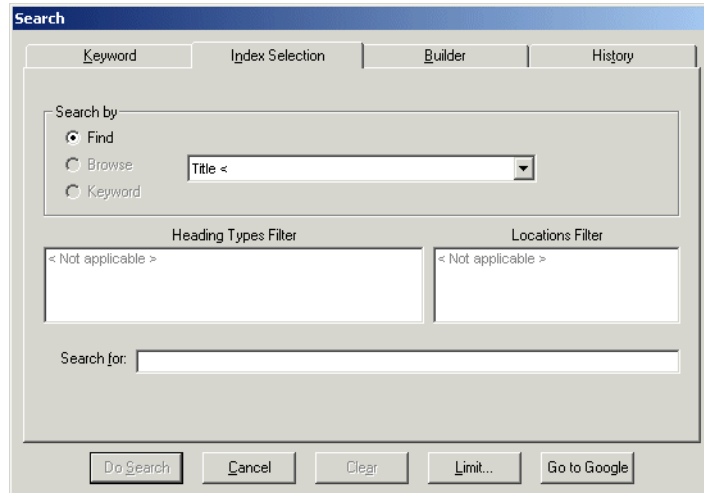 Search
Keyword Index Selection Builder History
Search by
Find
Browse
Title <
Keyword
Heading Types Filter Locations Filter
< Not applicable > < Not applicable >
Search for:
Do Search Cancel Clear Limit... Go to Google